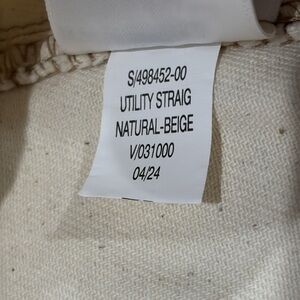 S/498452-00
UTILITY STRAIG
NATURAL-BEIGE
V/031000
04/24